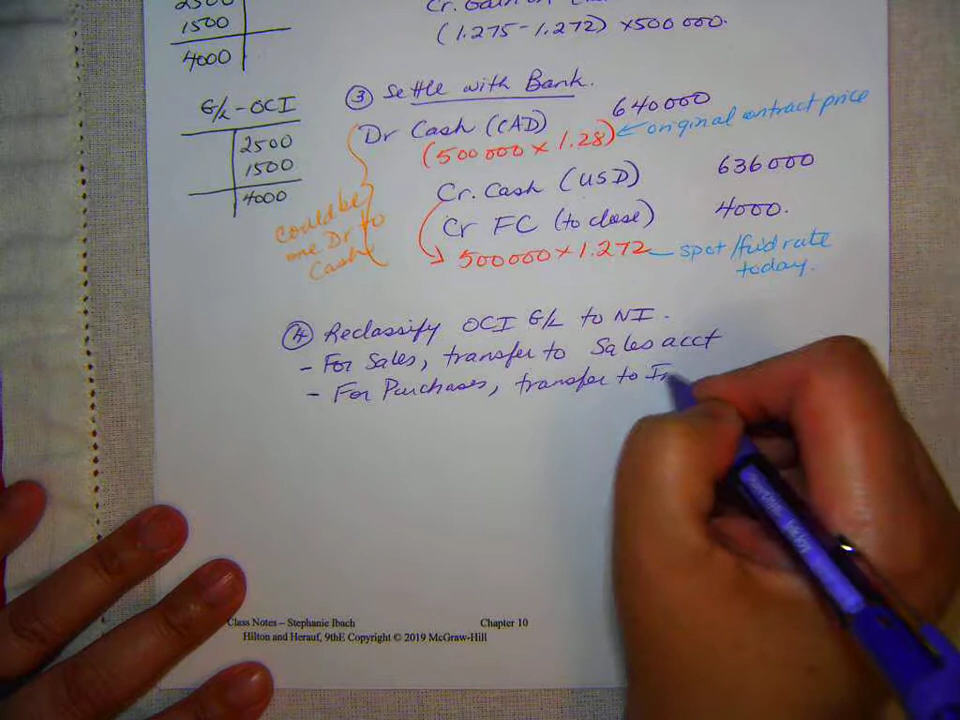 2500
1500
4000
Cr. Gain on
(1.275-1.272) x500 000.
G/L - OCI
2500
1500
4000
③ Settle with Bank.
Dr Cash (CAD) 640000
(500 000 x 1.28) ← original contract price
Cr. Cash (USD) 636 000
Cr FC (to close) 4000.
500000 x 1.272 spot/fwd rate
today.
could be
one Dr to
Cash
④ Reclassify OCI G/L to NI.
- For Sales, transfer to Sales acct
- For Purchases, transfer to In
Class Notes – Stephanie Ibach Chapter 10
Hilton and Herauf, 9thE Copyright © 2019 McGraw-Hill